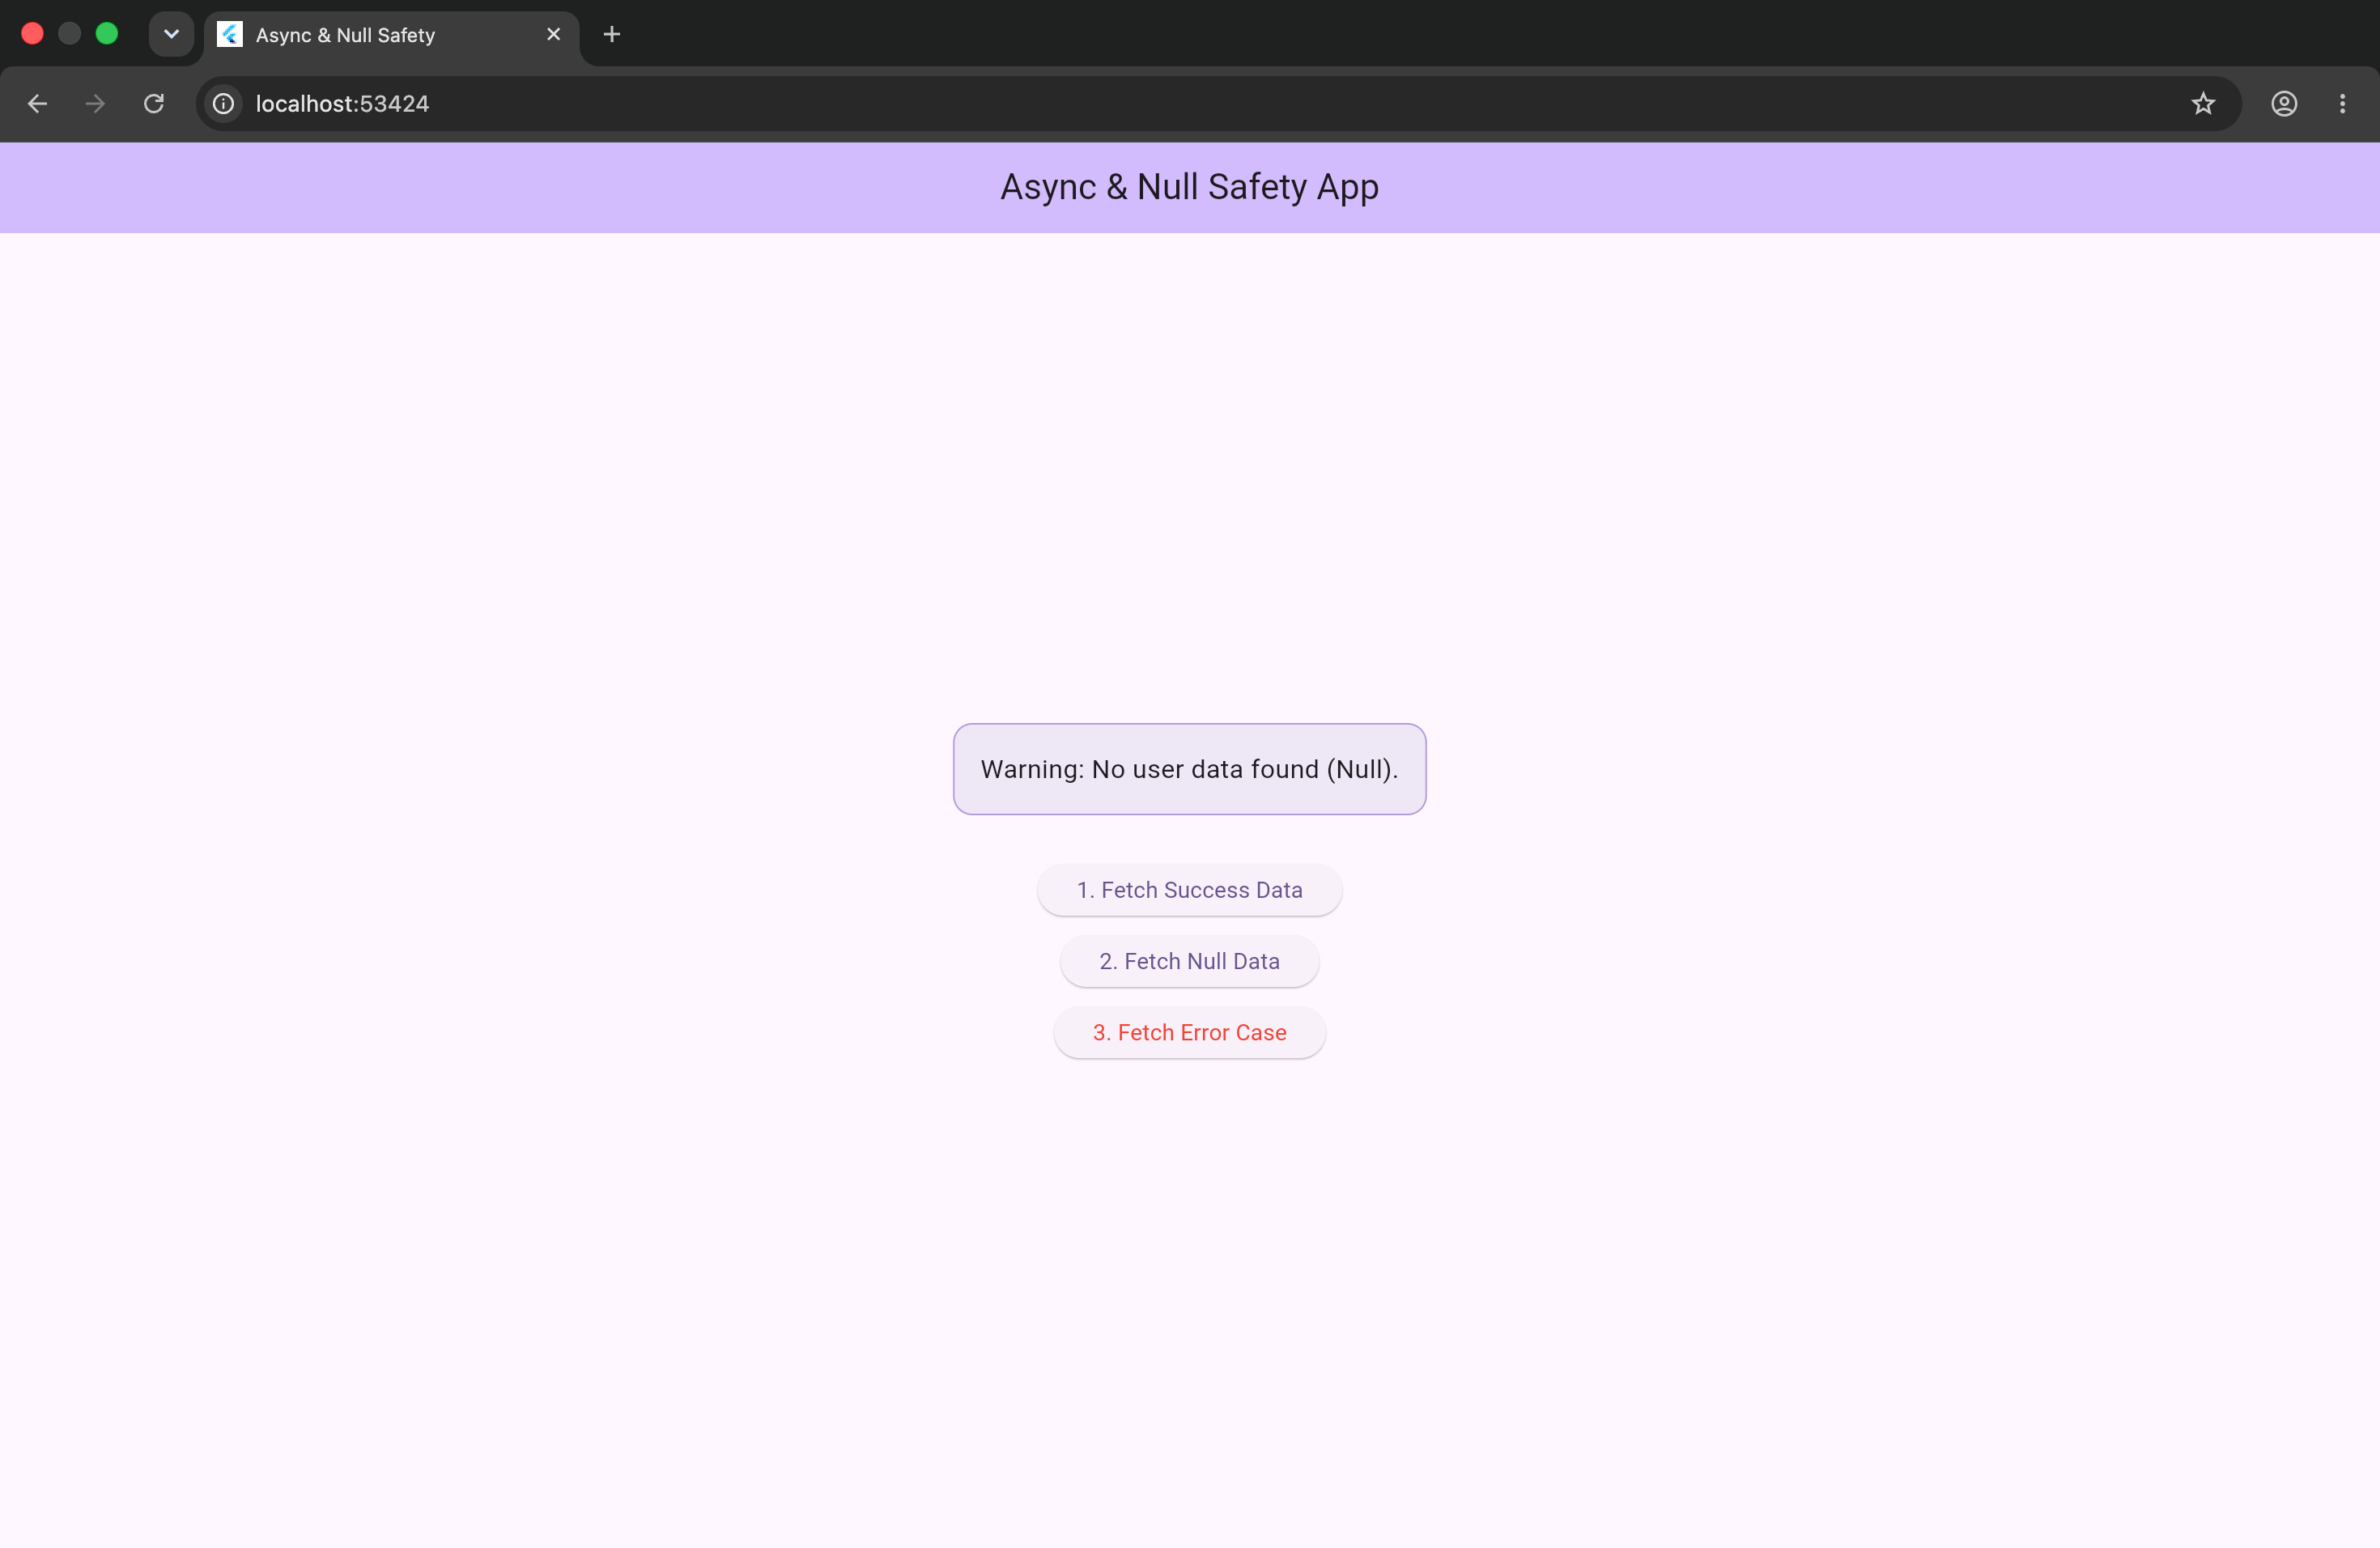 Async & Null Safety
localhost:53424
Async & Null Safety App
Warning: No user data found (Null).
1. Fetch Success Data
2. Fetch Null Data
3. Fetch Error Case